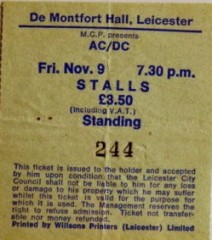 De Montfort Hall, Leicester
M.C.P. presents
AC/DC
Fri. Nov. 9 7.30 p.m.
STALLS
£3.50
(Including V.A.T.)
Standing
244
This ticket is issued to the holder and accepted
by him upon condition that the Leicester City
Council shall not be liable to him for any loss
or damage to his property which he may suffer
whilst this ticket is valid for the purpose for
which it is used. The Management reserves the
right to refuse admission. Ticket not transfer-
able nor money refunded.
Printed by Willsons Printers (Leicester) Limited